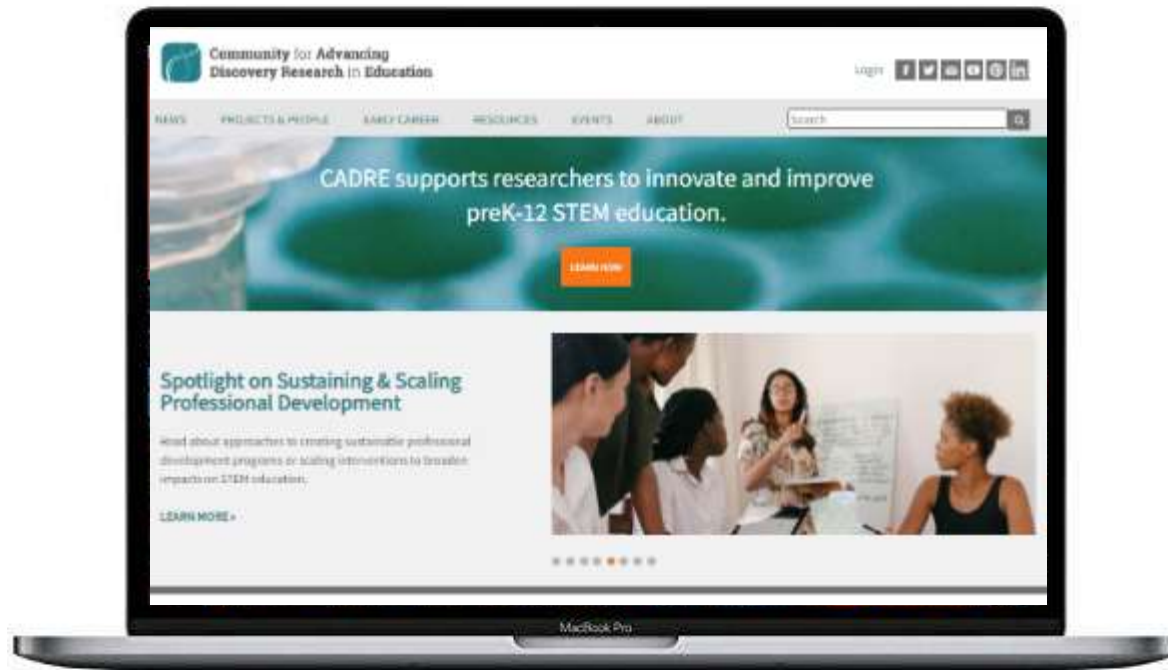 Community for Advancing
Discovery Research in Education
Login
NEWS PROJECTS & PEOPLE EARLY CAREER RESOURCES EVENTS ABOUT Search
CADRE supports researchers to innovate and improve
preK-12 STEM education.
LEARN HOW
Spotlight on Sustaining & Scaling
Professional Development
Read about approaches to creating sustainable professional
development programs or scaling interventions to broaden
impacts on STEM education.
LEARN MORE »
MacBook Pro